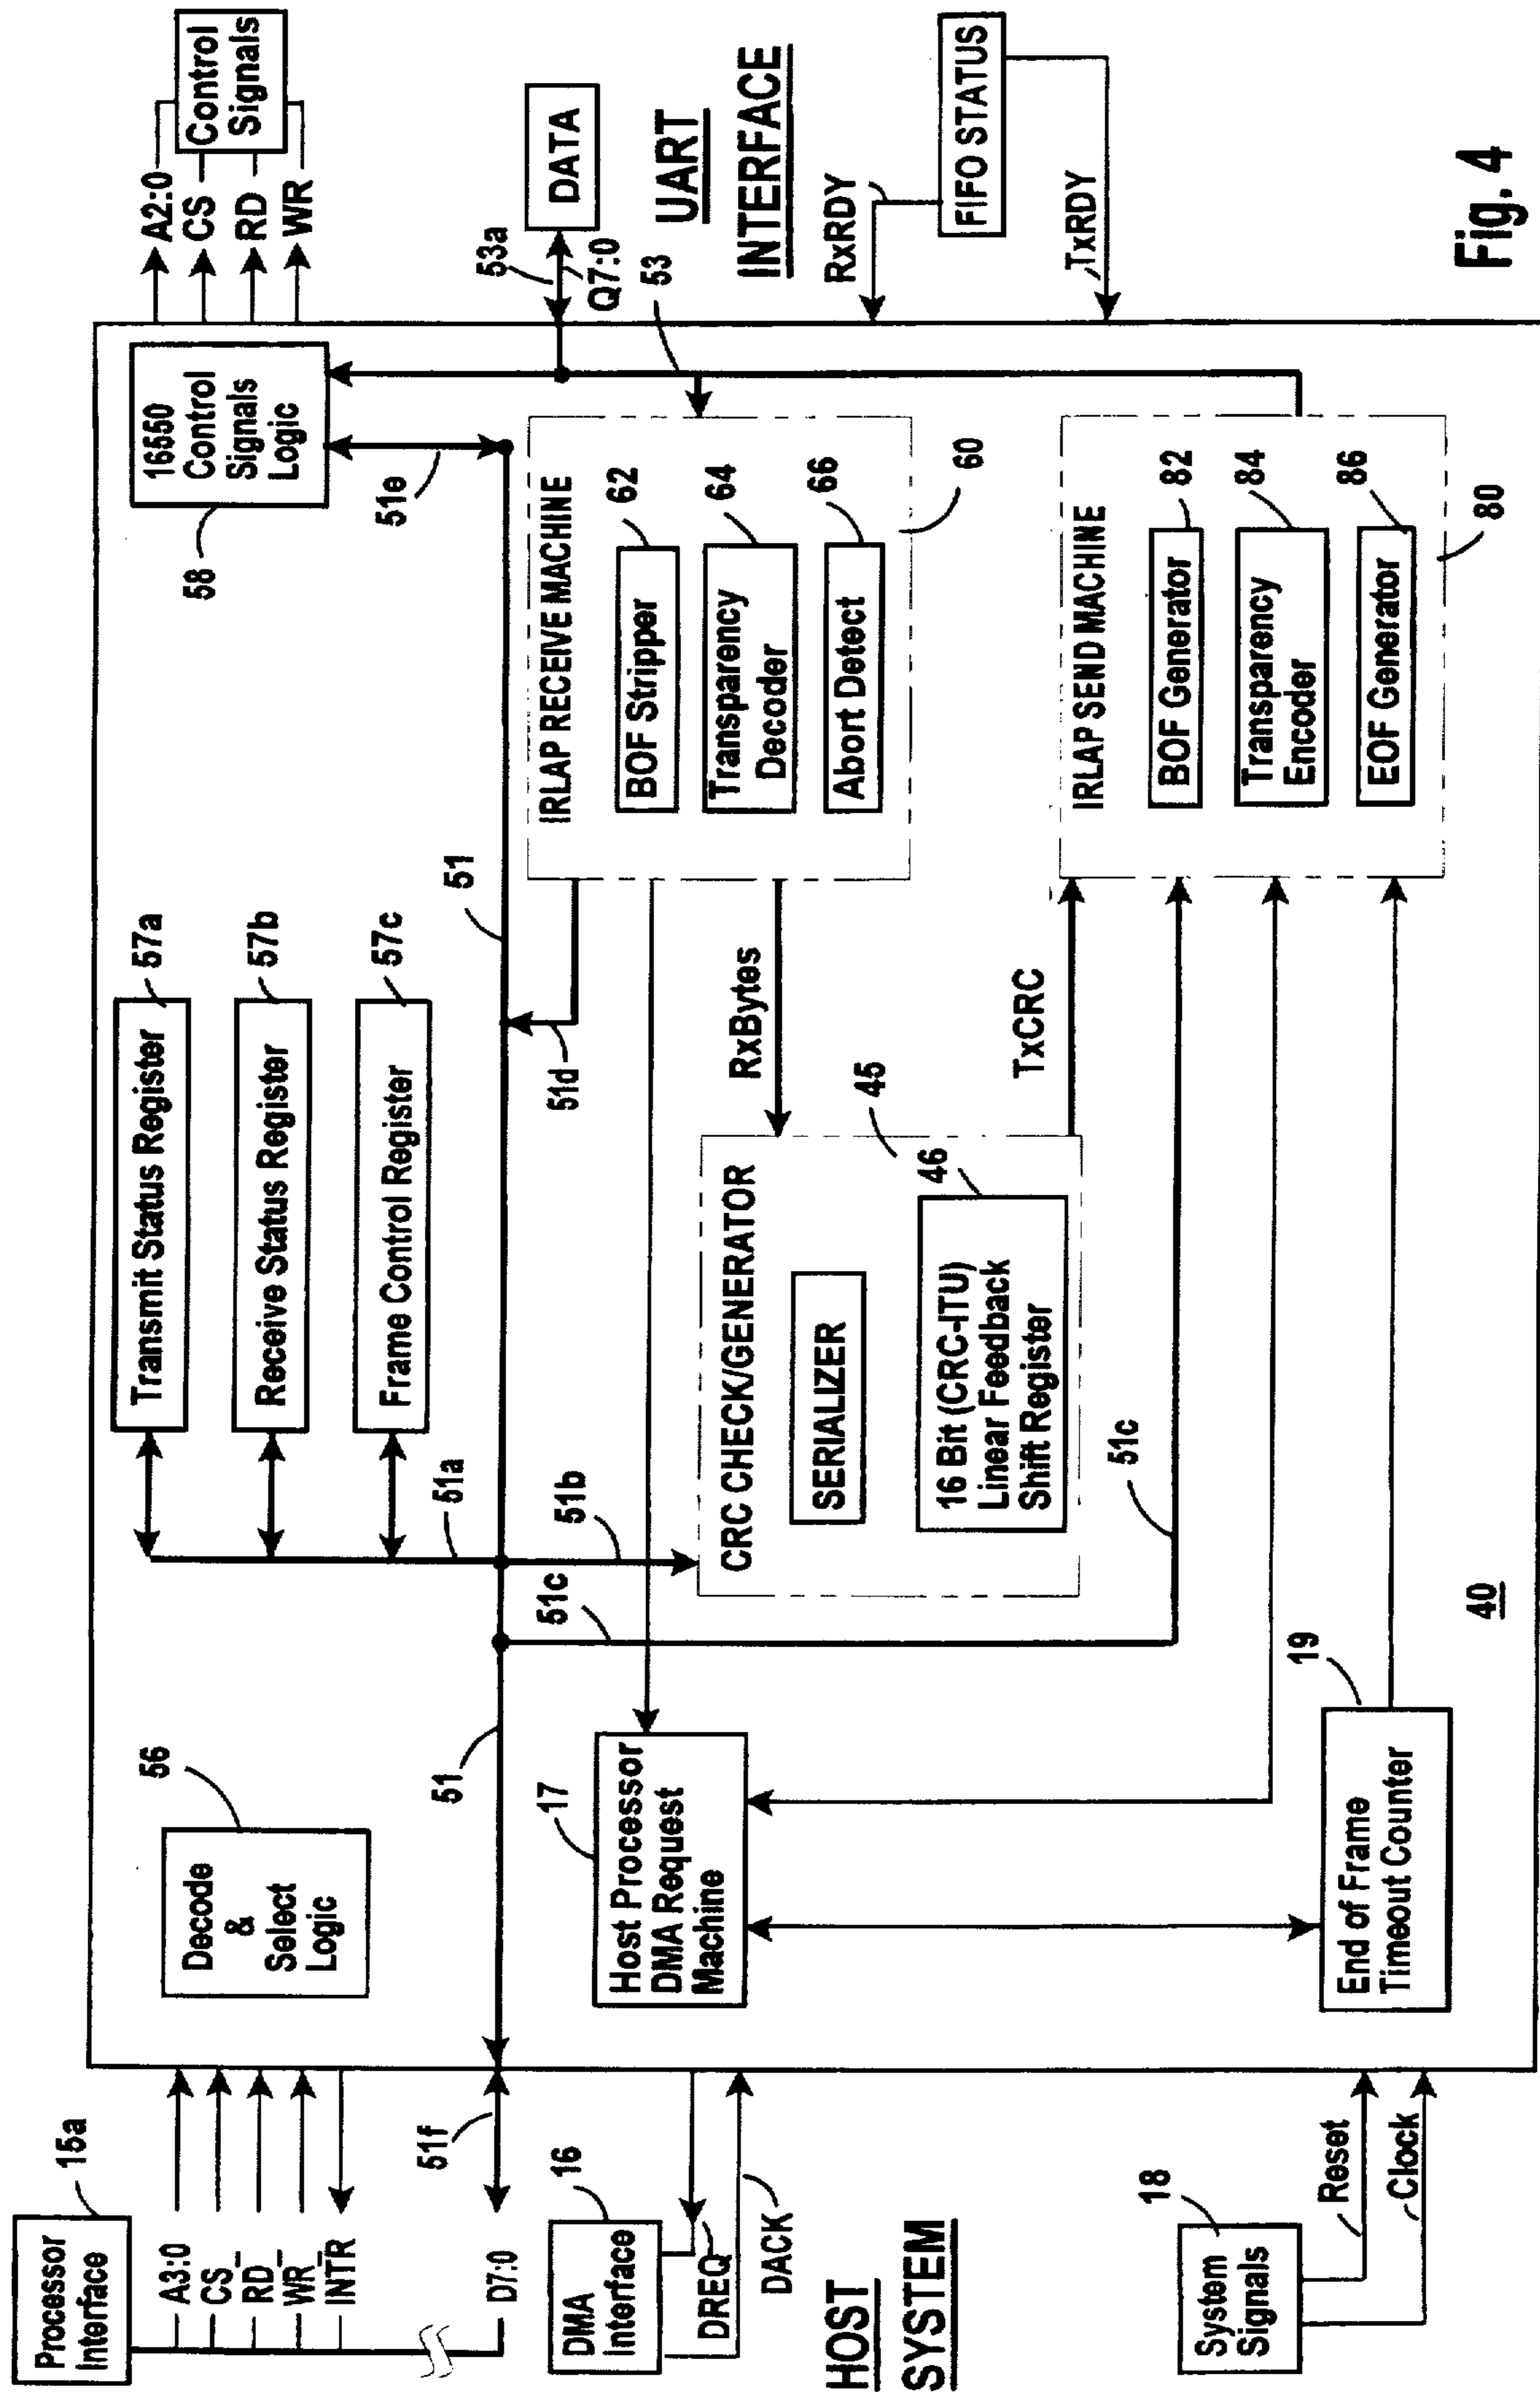 Processor
Interface
15a
A3:0
CS_
RD_
WR_
INTR
51f
D7:0
DMA
Interface
16
DREQ
DACK
HOST
SYSTEM
System
Signals
18
Reset
Clock
Decode
&
Select
Logic
56
51
Host Processor
DMA Request
Machine
17
End of Frame
Timeout Counter
19
40
Transmit Status Register
57a
Receive Status Register
57b
Frame Control Register
57c
51a
51b
51c
51
51d
CRC CHECK/GENERATOR
SERIALIZER
16 Bit (CRC-ITU)
Linear Feedback
Shift Register
45
46
51c
RxBytes
TxCRC
16550
Control
Signals
Logic
58
51e
IRLAP RECEIVE MACHINE
BOF Stripper
62
Transparency
Decoder
64
Abort Detect
66
60
IRLAP SEND MACHINE
BOF Generator
82
Transparency
Encoder
84
EOF Generator
86
80
53
A2:0
CS
RD
WR
Control
Signals
53a
Q7:0
DATA
UART
INTERFACE
RxRDY
TxRDY
FIFO STATUS
Fig. 4